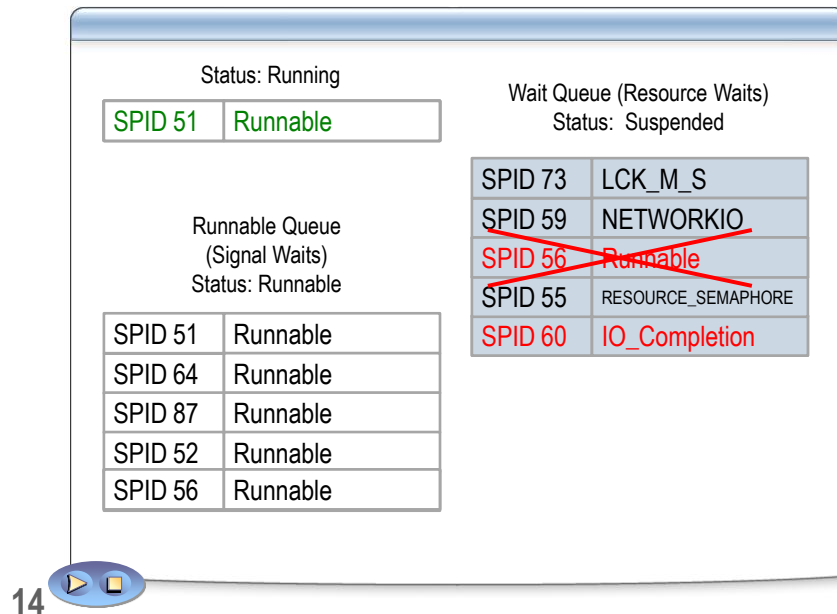 Status: Running
SPID 51 Runnable
Runnable Queue
(Signal Waits)
Status: Runnable
SPID 51 Runnable
SPID 64 Runnable
SPID 87 Runnable
SPID 52 Runnable
SPID 56 Runnable
Wait Queue (Resource Waits)
Status: Suspended
SPID 73 LCK_M_S
SPID 59 NETWORKIO
SPID 56 Runnable
SPID 55 RESOURCE_SEMAPHORE
SPID 60 IO_Completion
14